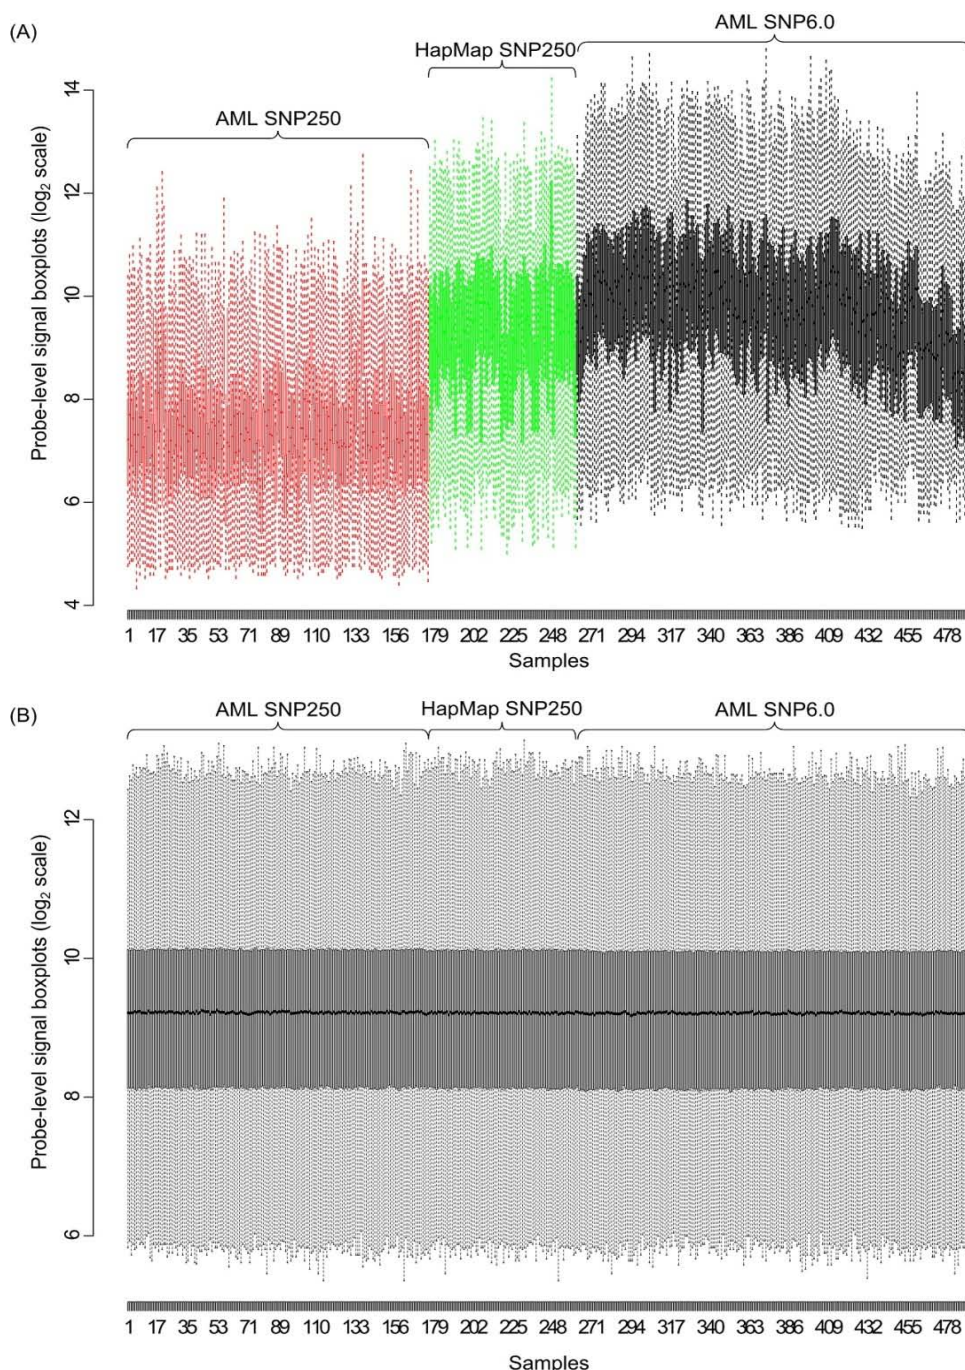 (A)
AML SNP6.0
HapMap SNP250
AML SNP250
Probe-level signal boxplots (log2 scale)
14
12
10
8
6
4
1 17 35 53 71 89 110 133 156 179 202 225 248 271 294 317 340 363 386 409 432 455 478
Samples
(B)
AML SNP250 HapMap SNP250 AML SNP6.0
Probe-level signal boxplots (log2 scale)
12
10
8
6
1 17 35 53 71 89 110 133 156 179 202 225 248 271 294 317 340 363 386 409 432 455 478
Samples